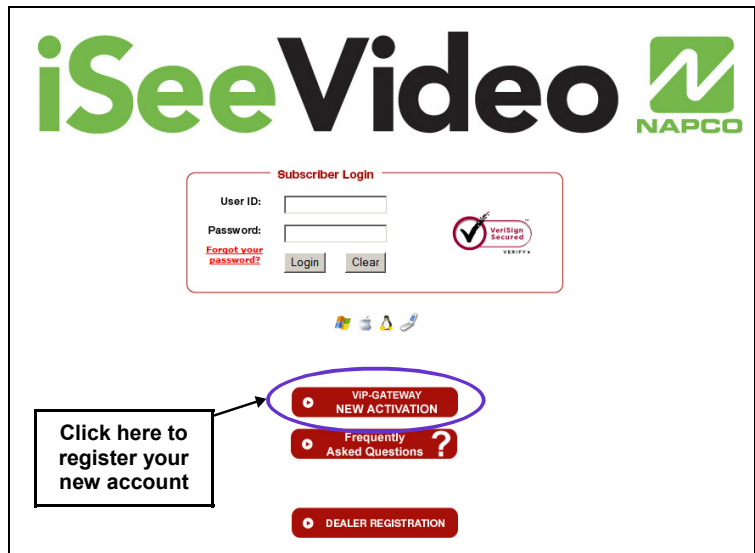 iSeeVideo
NAPCO
Subscriber Login
User ID:
Password:
Forgot your
password?
Login Clear
VeriSign
Secured
VERIFY
ViP-GATEWAY
NEW ACTIVATION
Click here to
register your
new account
Frequently
Asked Questions ?
DEALER REGISTRATION